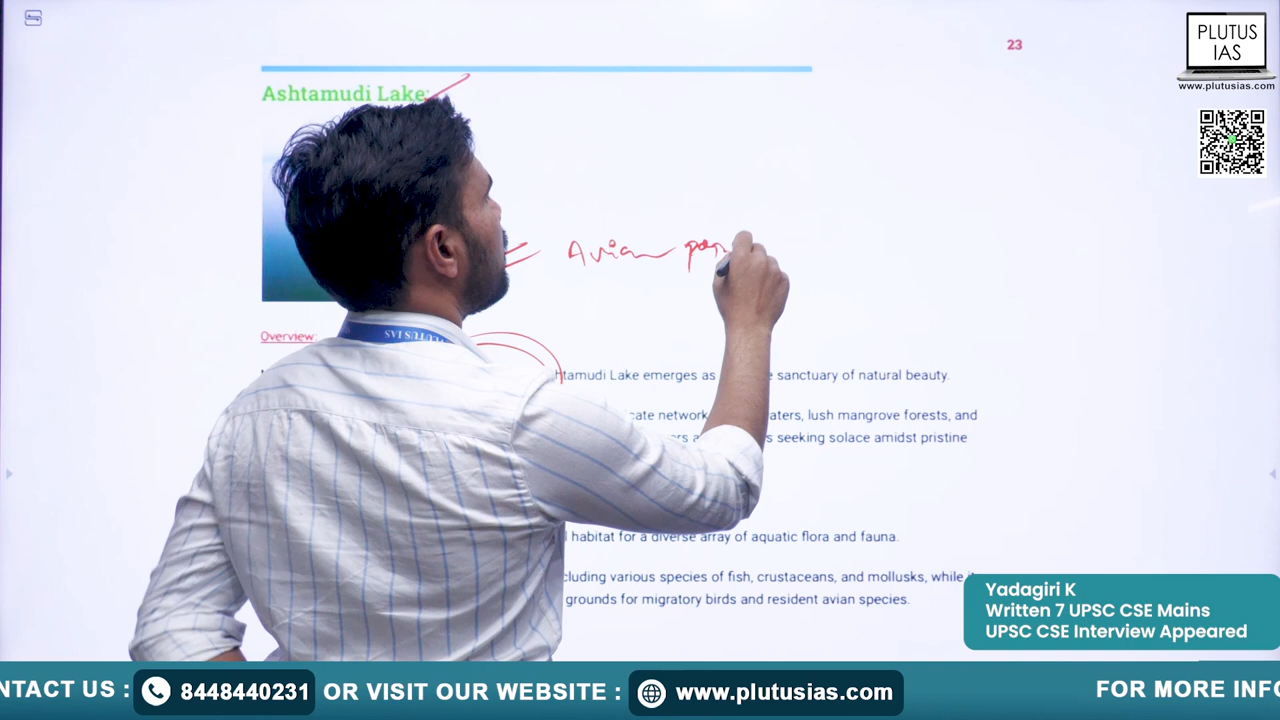 23
PLUTUS
IAS
www.plutusias.com
Ashtamudi Lake:
Avian
Overview:
htamudi Lake emerges as sanctuary of natural beauty.
cate network aters, lush mangrove forests, and
seeking solace amidst pristine
PLUTUS IAS
habitat for a diverse array of aquatic flora and fauna.
cluding various species of fish, crustaceans, and mollusks, while
grounds for migratory birds and resident avian species.
Yadagiri K
Written 7 UPSC CSE Mains
UPSC CSE Interview Appeared
NTACT US : 8448440231 OR VISIT OUR WEBSITE : www.plutusias.com FOR MORE INFO